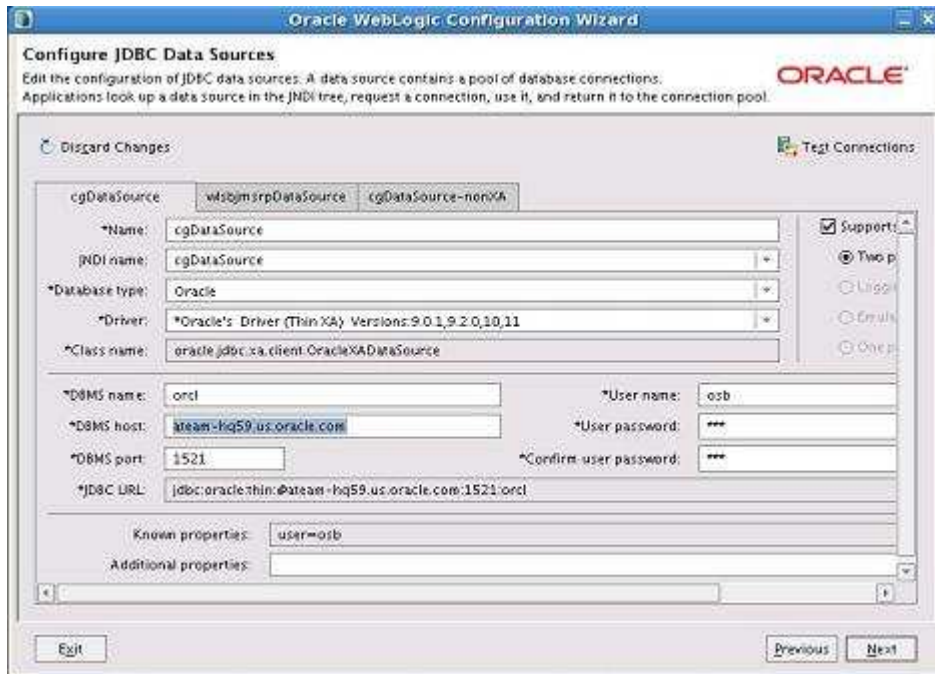 Oracle WebLogic Configuration Wizard
Configure JDBC Data Sources
Edit the configuration of JDBC data sources. A data source contains a pool of database connections.
Applications look up a data source in the JNDI tree, request a connection, use it, and return it to the connection pool.
ORACLE
Discard Changes
Test Connections
cgDataSource wlsbjmsrpDataSource cgDataSource-nonXA
*Name: cgDataSource
Supports
JNDI name: cgDataSource
Two p
*Database type: Oracle
Loggi
*Driver: *Oracle's Driver (Thin XA) Versions:9.0.1,9.2.0,10,11
Emula
*Class name: oracle.jdbc.xa.client.OracleXADataSource
One p
*DBMS name: orcl *User name: osb
*DBMS host: ateam-hq59.us.oracle.com *User password: ***
*DBMS port: 1521 *Confirm user password: ***
*JDBC URL: jdbc:oracle:thin:@ateam-hq59.us.oracle.com:1521:orcl
Known properties: user=osb
Additional properties:
Exit Previous Next